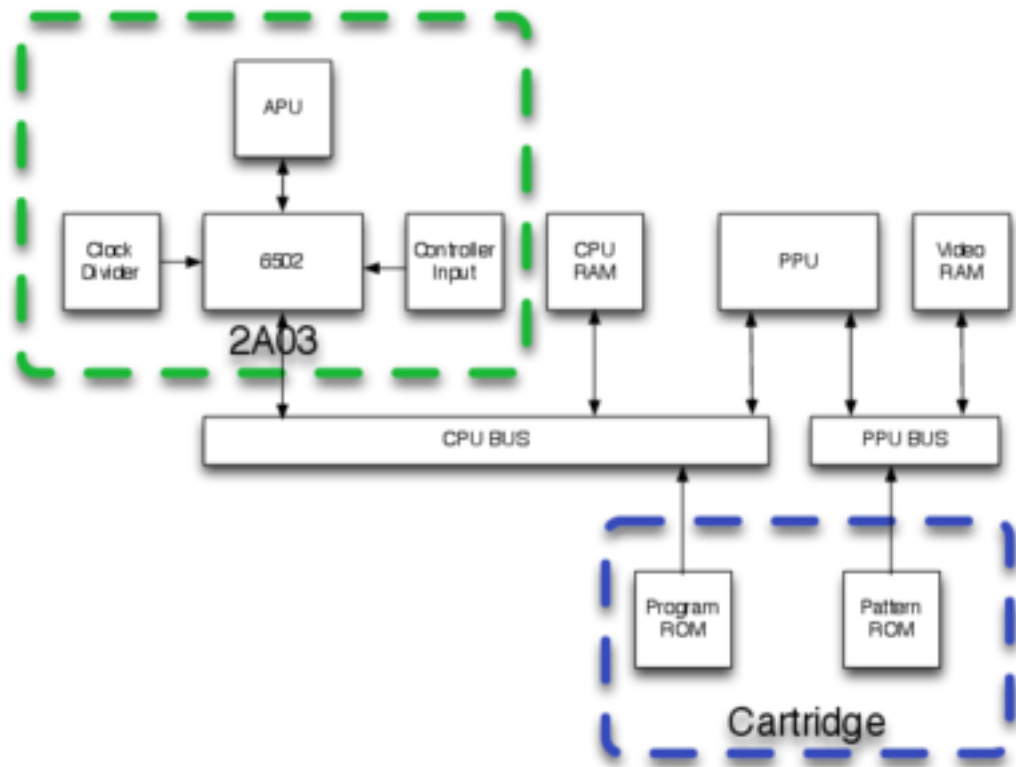 APU
Clock
Divider
6502
Controller
Input
CPU
RAM
PPU
Video
RAM
2A03
CPU BUS
PPU BUS
Program
ROM
Pattern
ROM
Cartridge